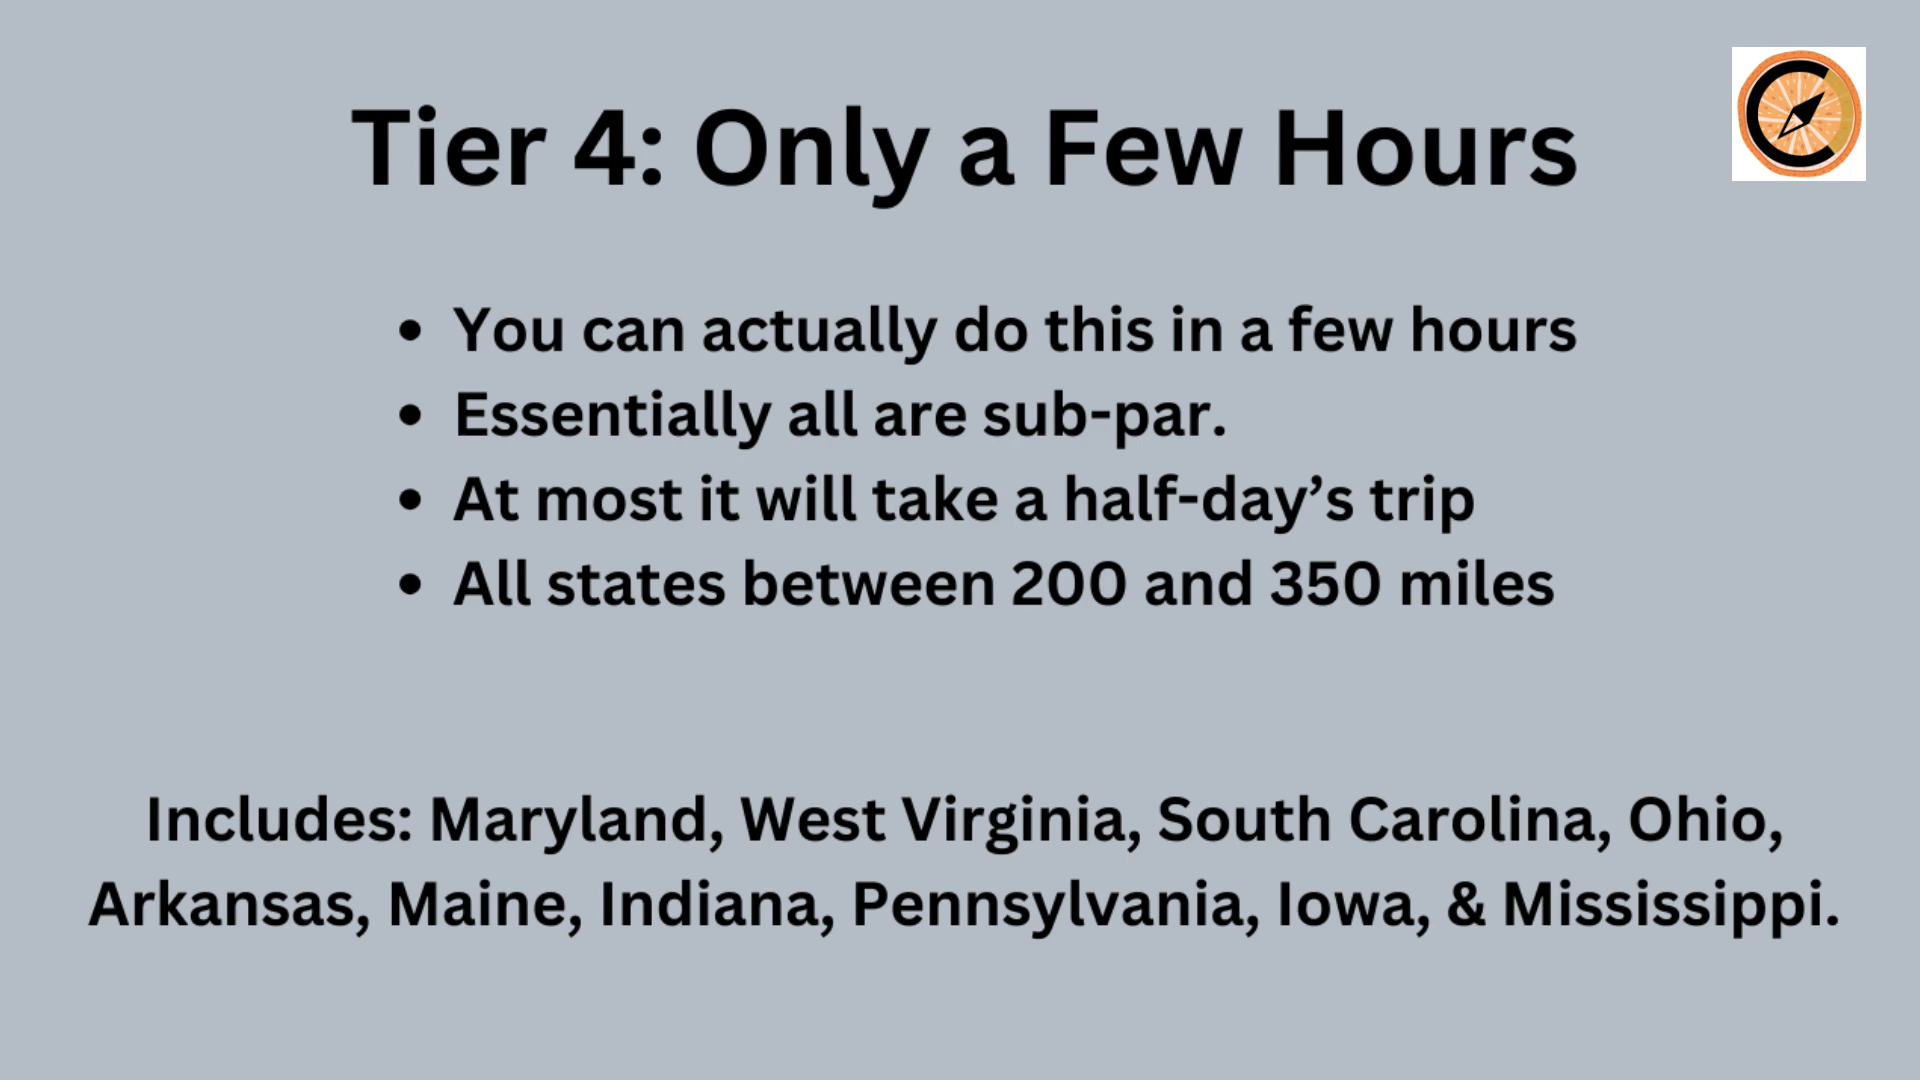 Tier 4: Only a Few Hours
• You can actually do this in a few hours
• Essentially all are sub-par.
• At most it will take a half-day’s trip
• All states between 200 and 350 miles
Includes: Maryland, West Virginia, South Carolina, Ohio,
Arkansas, Maine, Indiana, Pennsylvania, Iowa, & Mississippi.